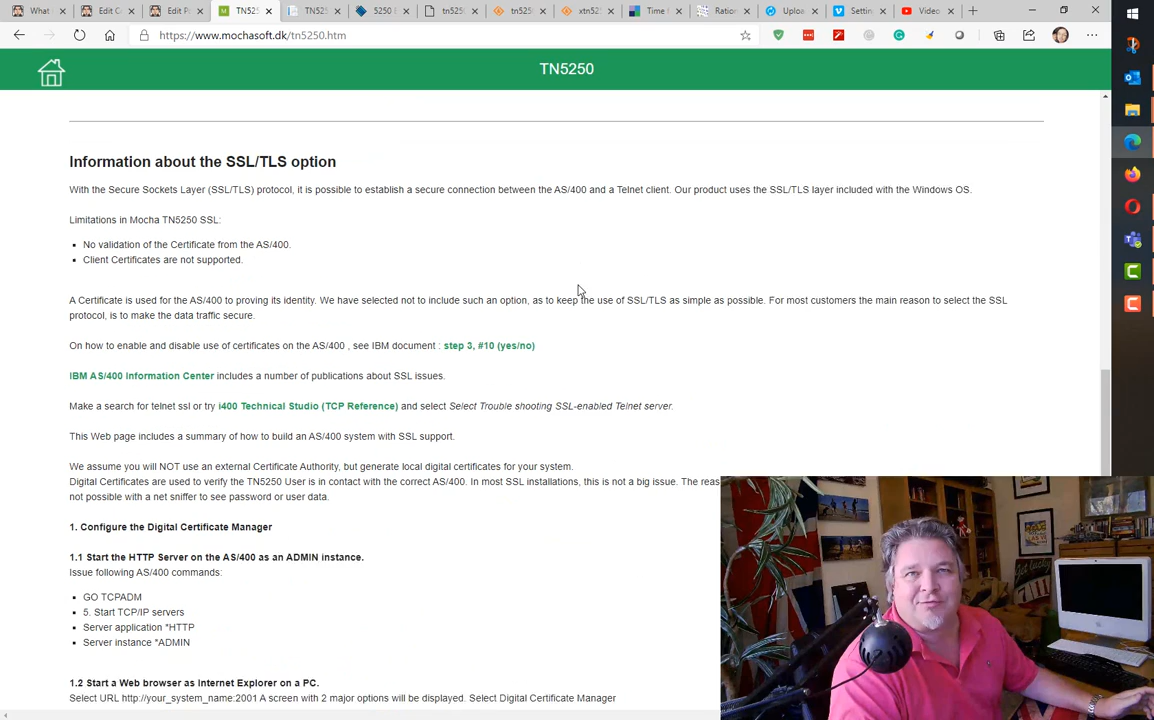 What
Edit C
Edit P
TN525
TN525
5250 E
tn525
tn525
xtn52
Time
Ration
Uploa
Settin
Video
https://www.mochasoft.dk/tn5250.htm
TN5250
Information about the SSL/TLS option
With the Secure Sockets Layer (SSL/TLS) protocol, it is possible to establish a secure connection between the AS/400 and a Telnet client. Our product uses the SSL/TLS layer included with the Windows OS.
Limitations in Mocha TN5250 SSL:
No validation of the Certificate from the AS/400.
Client Certificates are not supported.
A Certificate is used for the AS/400 to proving its identity. We have selected not to include such an option, as to keep the use of SSL/TLS as simple as possible. For most customers the main reason to select the SSL
protocol, is to make the data traffic secure.
On how to enable and disable use of certificates on the AS/400 , see IBM document : step 3, #10 (yes/no)
IBM AS/400 Information Center includes a number of publications about SSL issues.
Make a search for telnet ssl or try i400 Technical Studio (TCP Reference) and select Select Trouble shooting SSL-enabled Telnet server.
This Web page includes a summary of how to build an AS/400 system with SSL support.
We assume you will NOT use an external Certificate Authority, but generate local digital certificates for your system.
Digital Certificates are used to verify the TN5250 User is in contact with the correct AS/400. In most SSL installations, this is not a big issue. The rea
not possible with a net sniffer to see password or user data.
1. Configure the Digital Certificate Manager
1.1 Start the HTTP Server on the AS/400 as an ADMIN instance.
Issue following AS/400 commands:
GO TCPADM
5. Start TCP/IP servers
Server application *HTTP
Server instance *ADMIN
1.2 Start a Web browser as Internet Explorer on a PC.
Select URL http://your_system_name:2001 A screen with 2 major options will be displayed. Select Digital Certificate Manager